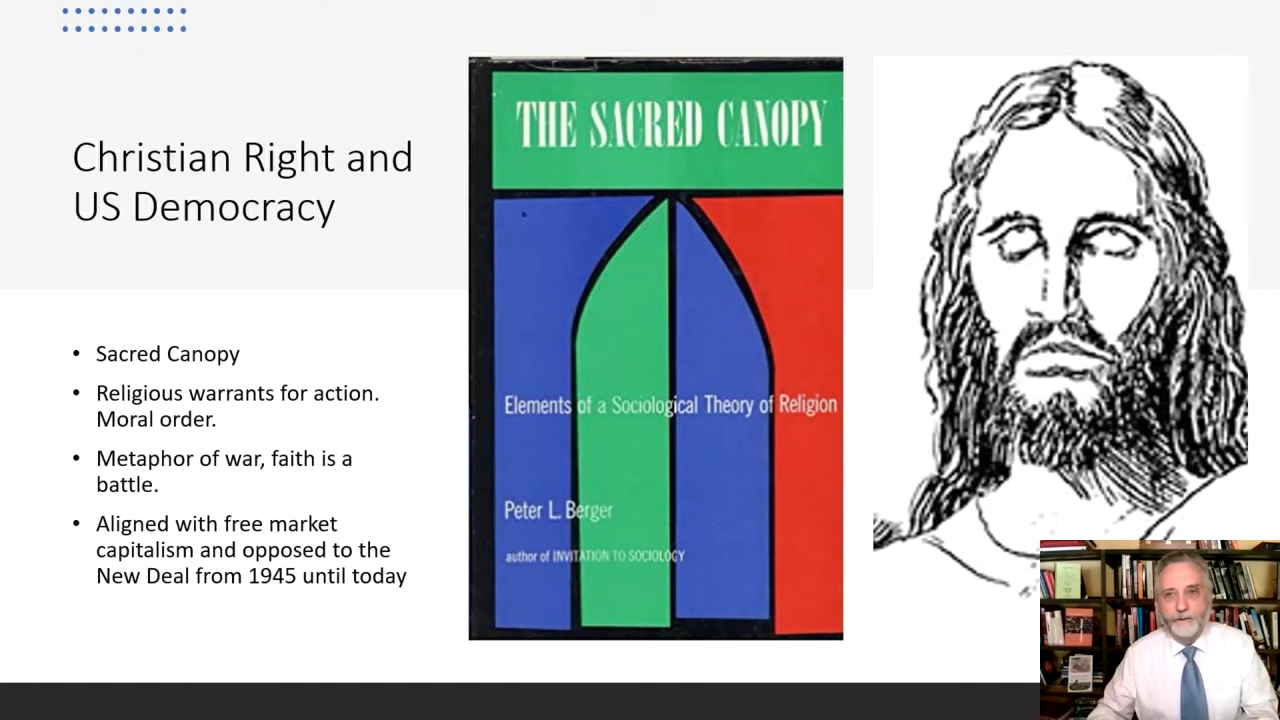 Christian Right and
US Democracy
• Sacred Canopy
• Religious warrants for action.
Moral order.
• Metaphor of war, faith is a
battle.
• Aligned with free market
capitalism and opposed to the
New Deal from 1945 until today
THE SACRED CANOPY
Elements of a Sociological Theory of Religion
Peter L. Berger
author of INVITATION TO SOCIOLOGY